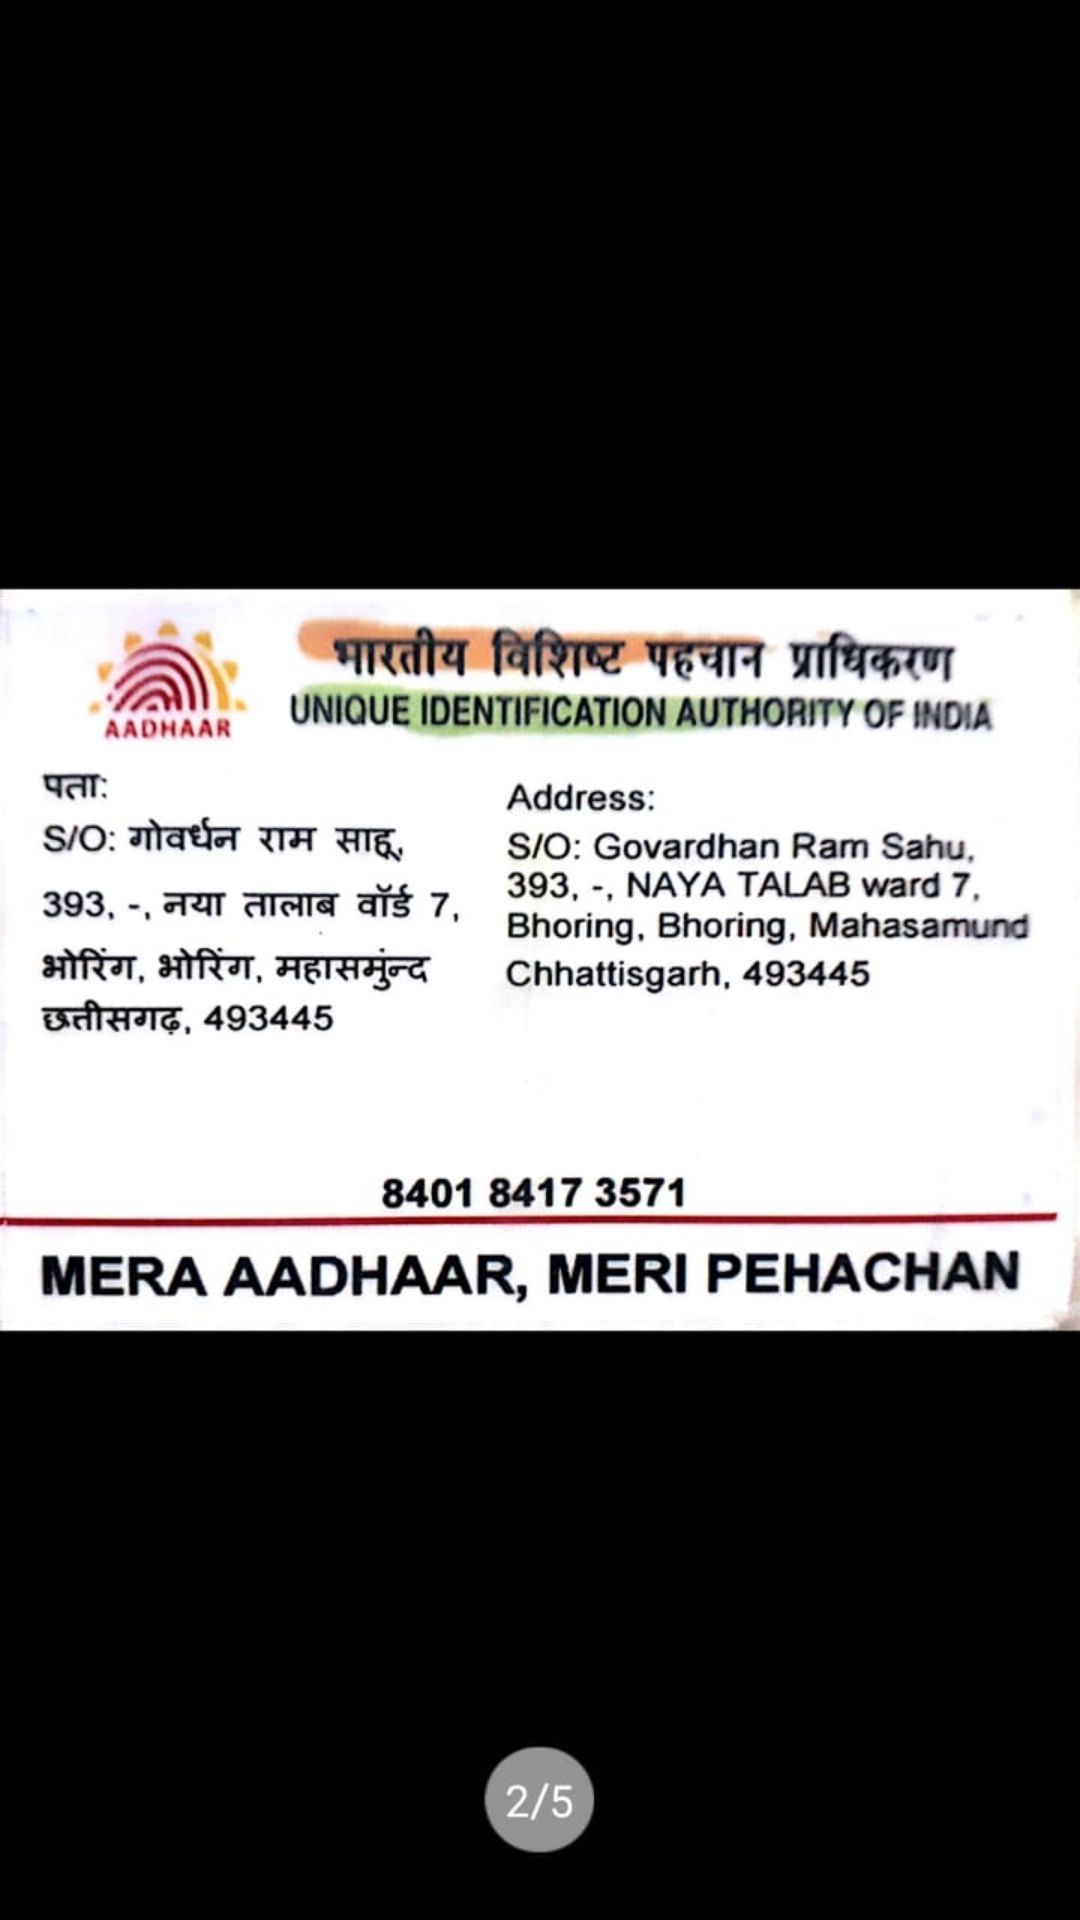 भारतीय विशिष्ट पहचान प्राधिकरण
UNIQUE IDENTIFICATION AUTHORITY OF INDIA
AADHAAR
पता:
S/O: गोवर्धन राम साहू,
393, -, नया तालाब वॉर्ड 7,
भोरिंग, भोरिंग, महासमुंन्द
छत्तीसगढ़, 493445
Address:
S/O: Govardhan Ram Sahu,
393, -, NAYA TALAB ward 7,
Bhoring, Bhoring, Mahasamund
Chhattisgarh, 493445
8401 8417 3571
MERA AADHAAR, MERI PEHACHAN
2/5